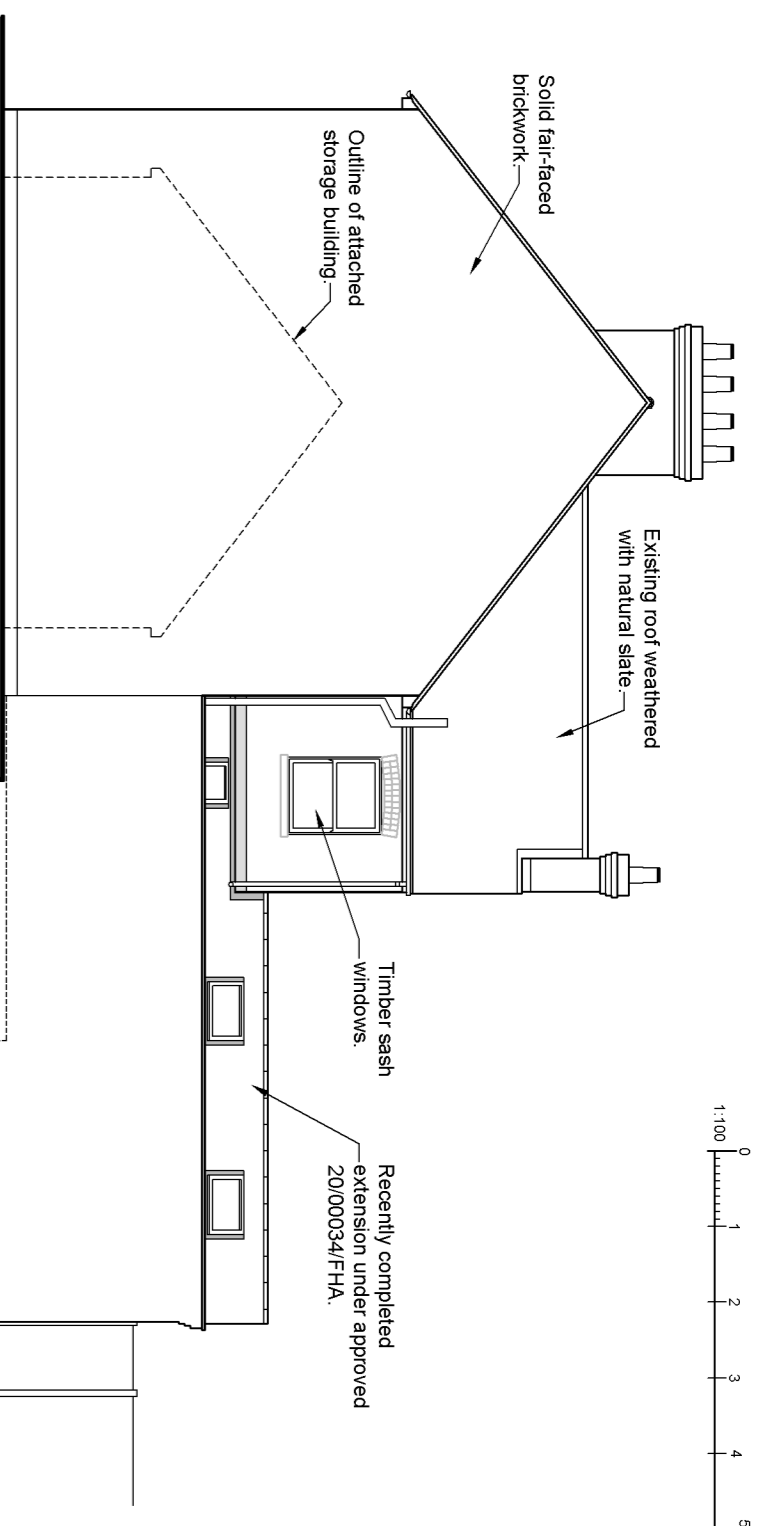 Solid fair-faced
brickwork.
Outline of attached
storage building.
Existing roof weathered
with natural slate.
Timber sash
windows.
Recently completed
extension under approved
20/00034/FHA.
1:100
0
1
2
3
4
5